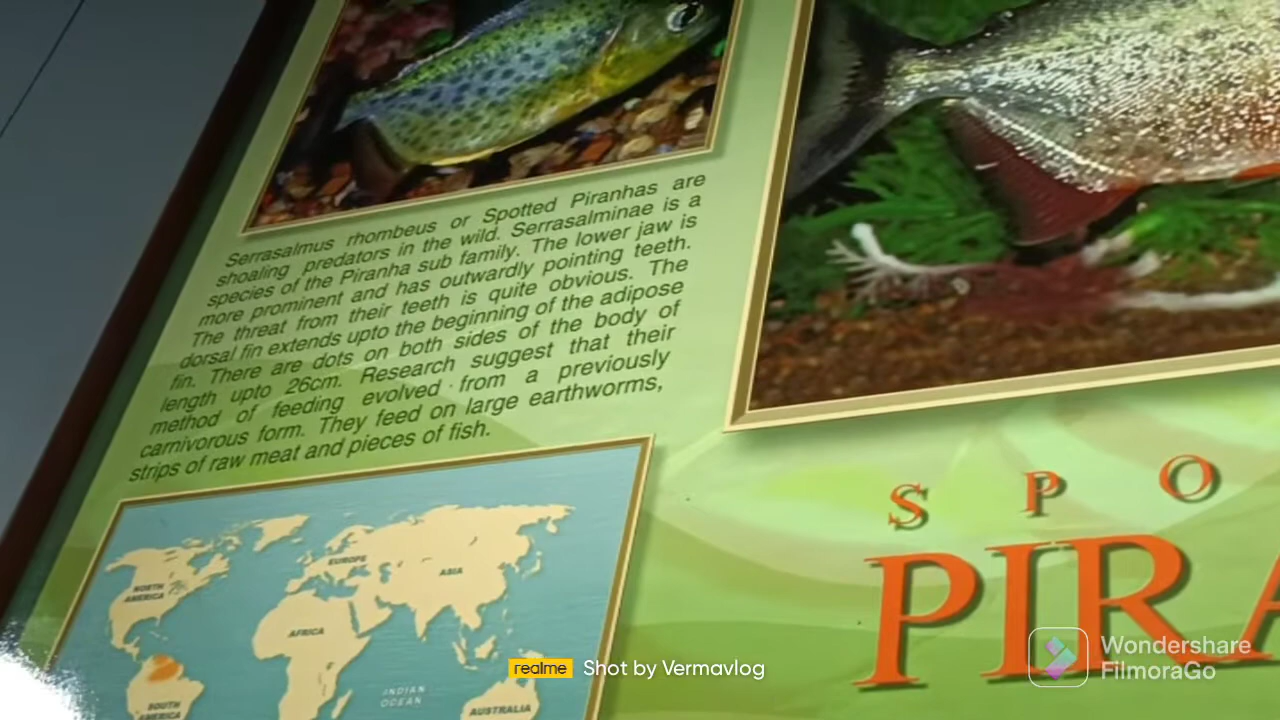 Serrasalmus rhombeus or Spotted Piranhas are
shoaling predators in the wild. Serrasalminae is a
species of the Piranha sub family. The lower jaw is
more prominent and has outwardly pointing teeth.
The threat from their teeth is quite obvious. The
dorsal fin extends upto the beginning of the adipose
fin. There are dots on both sides of the body of
length upto 26cm. Research suggest that their
method of feeding evolved from a previously
carnivorous form. They feed on large earthworms,
strips of raw meat and pieces of fish.
SPO
PIRA
NORTH
AMERICA
EUROPE
ASIA
AFRICA
SOUTH
AMERICA
INDIAN
OCEAN
AUSTRALIA
realme Shot by Vermavlog
Wondershare
FilmoraGo